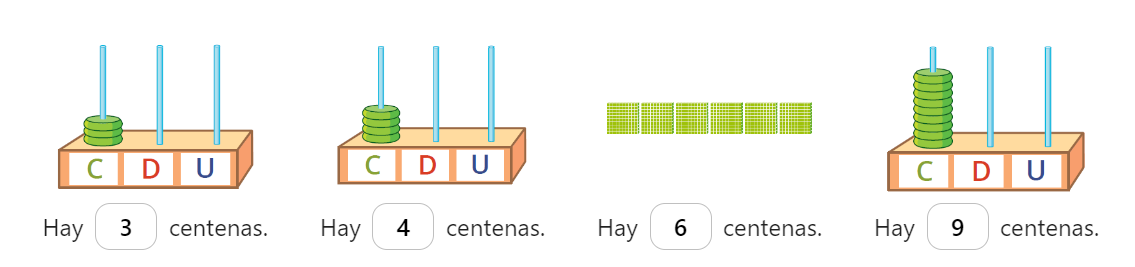 C D U
C D U
C D U
Hay 3 centenas.
Hay 4 centenas.
Hay 6 centenas.
Hay 9 centenas.